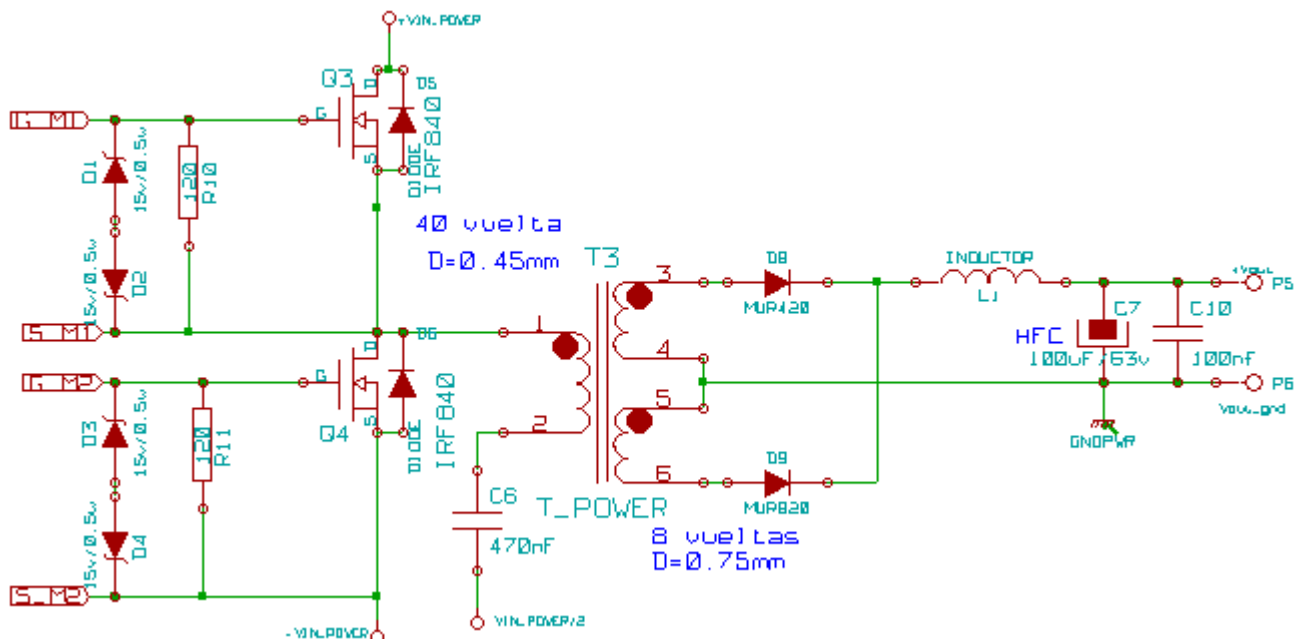 +VIN_POWER
Q3
D
D5
G_M1
G
S
DIODE
IRF840
D1
15v/0.5w
120
R10
D2
15v/0.5w
40 vuelta
D=0.45mm
T3
S_M1
1
2
3
4
5
6
D8
MUR420
INDUCTOR
+Vout
P5
C7
C10
HFC
100uF/63v
100nf
P6
Vout_gnd
GNDPWR
G_M2
G
D
D6
S
Q4
DIODE
IRF840
D3
15v/0.5w
120
R11
D4
15v/0.5w
C6
470nF
T_POWER
D9
MUR820
8 vueltas
D=0.75mm
S_M2
-VIN_POWER
VIN_POWER/2